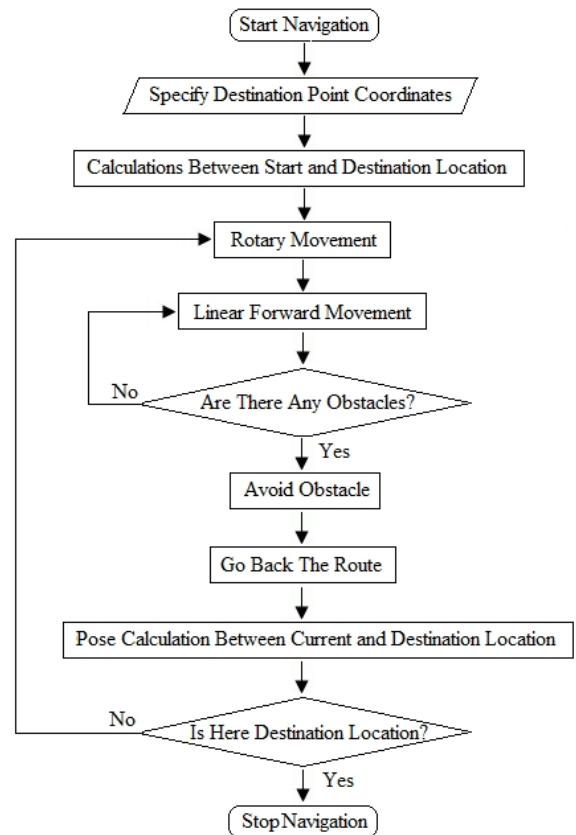 Start Navigation
Specify Destination Point Coordinates
Calculations Between Start and Destination Location
Rotary Movement
Linear Forward Movement
Are There Any Obstacles?
No
Yes
Avoid Obstacle
Go Back The Route
Pose Calculation Between Current and Destination Location
Is Here Destination Location?
No
Yes
Stop Navigation